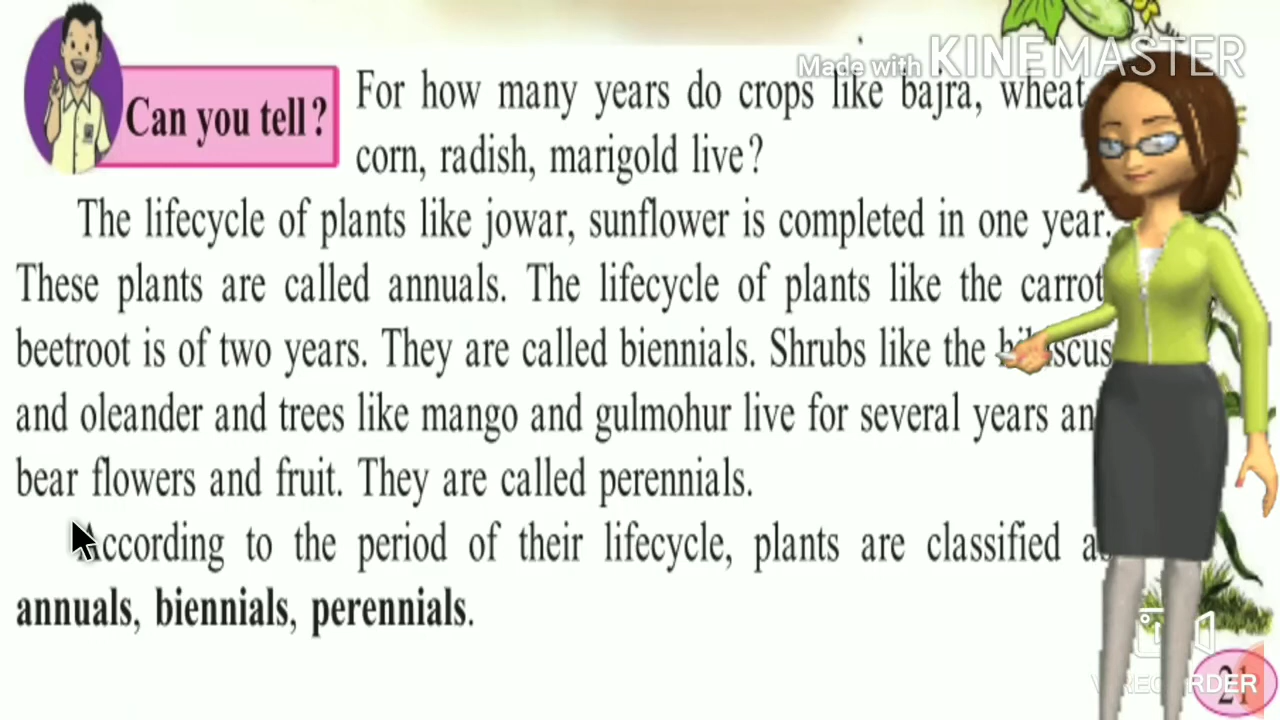 Made with KINEMASTER
Can you tell?
For how many years do crops like bajra, wheat
corn, radish, marigold live?
The lifecycle of plants like jowar, sunflower is completed in one year.
These plants are called annuals. The lifecycle of plants like the carrot
beetroot is of two years. They are called biennials. Shrubs like the hibiscus
and oleander and trees like mango and gulmohur live for several years an
bear flowers and fruit. They are called perennials.
According to the period of their lifecycle, plants are classified as
annuals, biennials, perennials.
21